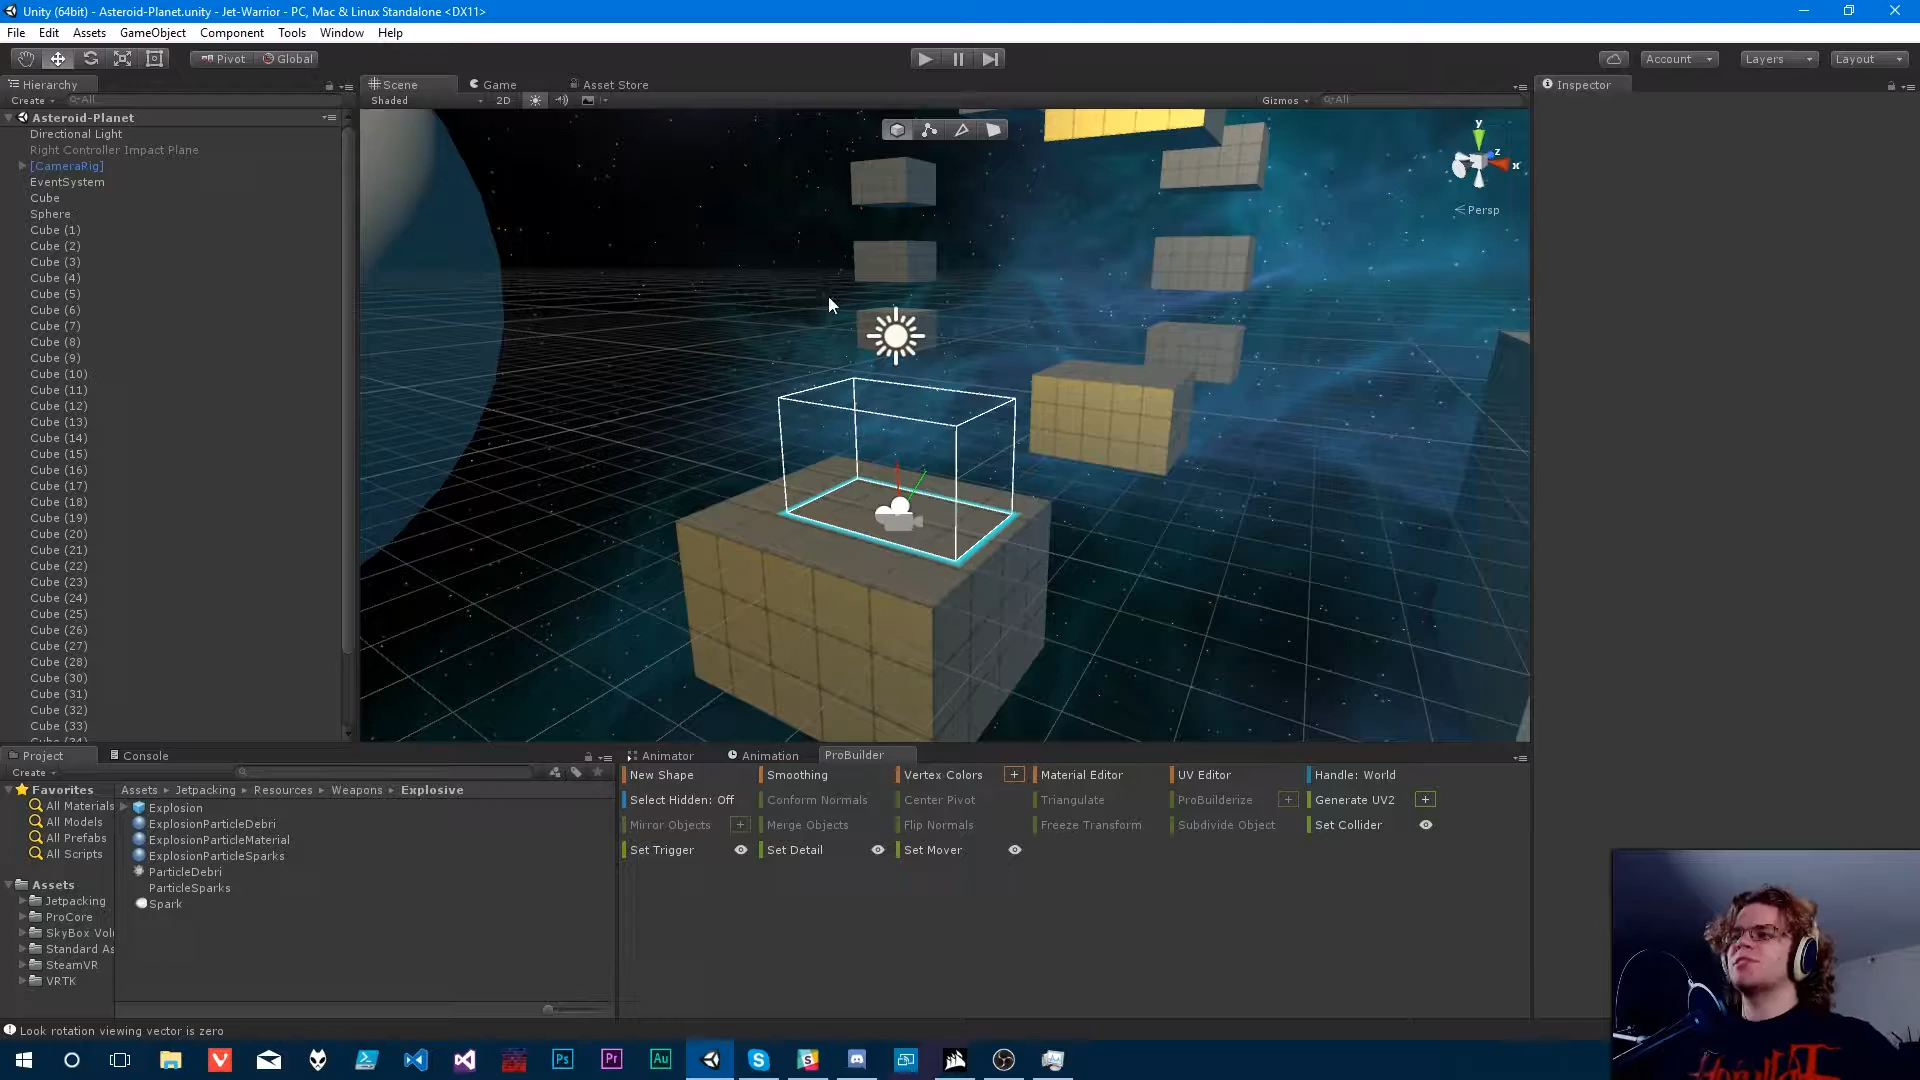 Unity (64bit) - Asteroid-Planet.unity - Jet-Warrior - PC, Mac & Linux Standalone <DX11>
File Edit Assets GameObject Component Tools Window Help
Pivot Global Account Layers Layout
Hierarchy
Create All
Asteroid-Planet
Directional Light
Right Controller Impact Plane
[CameraRig]
EventSystem
Cube
Sphere
Cube (1)
Cube (2)
Cube (3)
Cube (4)
Cube (5)
Cube (6)
Cube (7)
Cube (8)
Cube (9)
Cube (10)
Cube (11)
Cube (12)
Cube (13)
Cube (14)
Cube (15)
Cube (16)
Cube (17)
Cube (18)
Cube (19)
Cube (20)
Cube (21)
Cube (22)
Cube (23)
Cube (24)
Cube (25)
Cube (26)
Cube (27)
Cube (28)
Cube (30)
Cube (31)
Cube (32)
Cube (33)
Scene Game Asset Store
Shaded 2D Gizmos All
y
z
x
Persp
Inspector
Project Console
Create
Favorites
All Materials
All Models
All Prefabs
All Scripts
Assets
Jetpacking
ProCore
SkyBox Volu
Standard As
SteamVR
VRTK
Assets Jetpacking Resources Weapons Explosive
Explosion
ExplosionParticleDebri
ExplosionParticleMaterial
ExplosionParticleSparks
ParticleDebri
ParticleSparks
Spark
Animator Animation ProBuilder
New Shape Smoothing Vertex Colors + Material Editor UV Editor Handle: World
Select Hidden: Off Conform Normals Center Pivot Triangulate ProBuilderize + Generate UV2 +
Mirror Objects + Merge Objects Flip Normals Freeze Transform Subdivide Object Set Collider
Set Trigger Set Detail Set Mover
Look rotation viewing vector is zero
Ps Pr Au